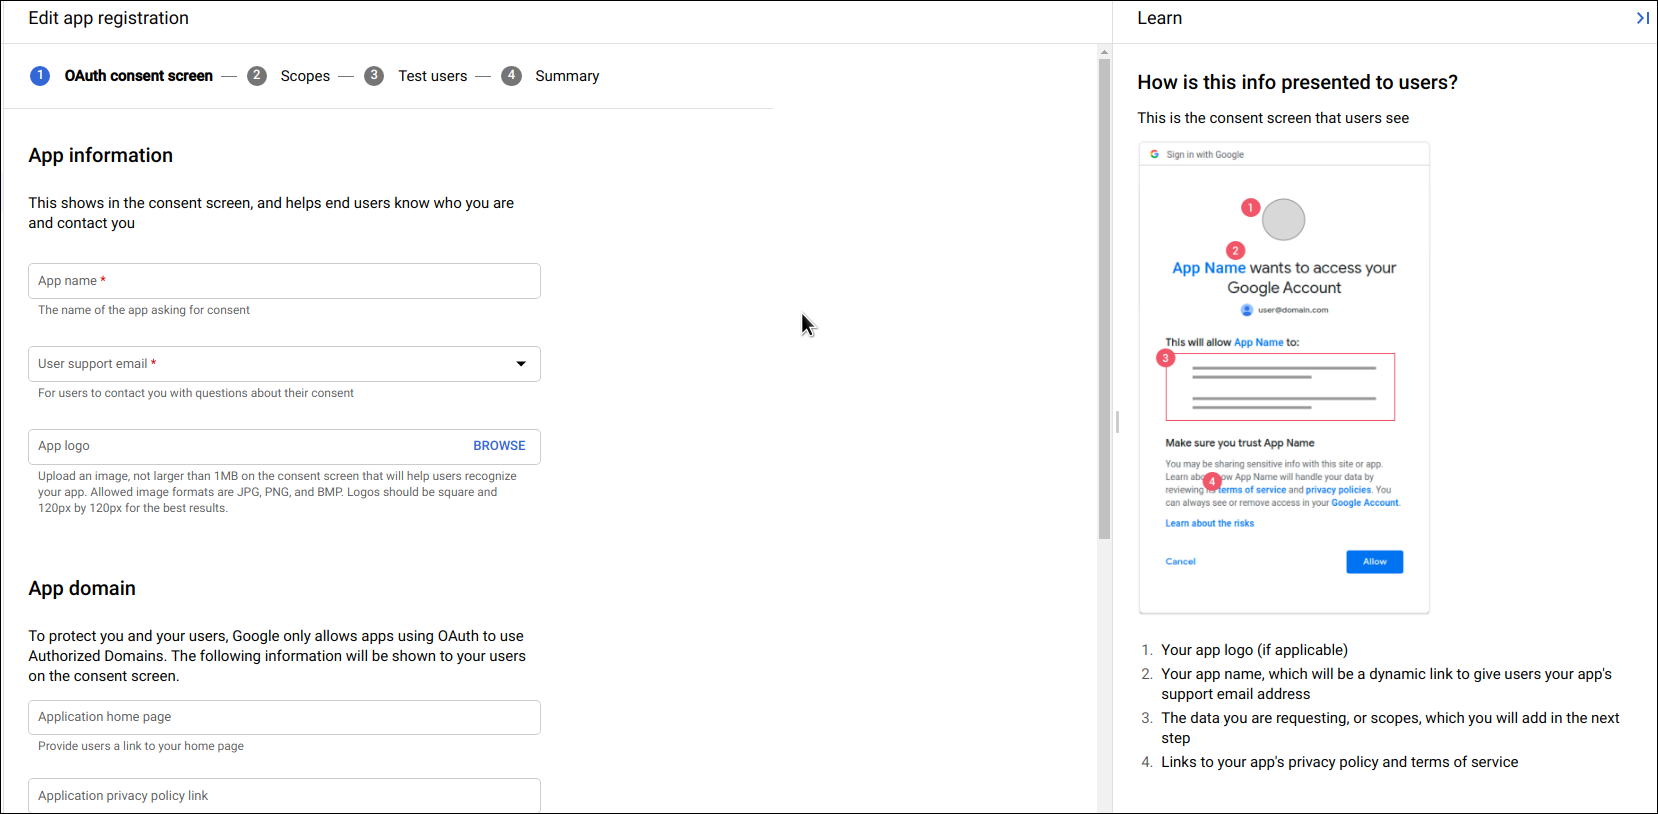 Edit app registration
1 OAuth consent screen — 2 Scopes — 3 Test users — 4 Summary
App information
This shows in the consent screen, and helps end users know who you are
and contact you
App name *
The name of the app asking for consent
User support email *
For users to contact you with questions about their consent
App logo BROWSE
Upload an image, not larger than 1MB on the consent screen that will help users recognize
your app. Allowed image formats are JPG, PNG, and BMP. Logos should be square and
120px by 120px for the best results.
App domain
To protect you and your users, Google only allows apps using OAuth to use
Authorized Domains. The following information will be shown to your users
on the consent screen.
Application home page
Provide users a link to your home page
Application privacy policy link
Learn
How is this info presented to users?
This is the consent screen that users see
G Sign in with Google
1
2
App Name wants to access your
Google Account
user@domain.com
This will allow App Name to:
3
Make sure you trust App Name
You may be sharing sensitive info with this site or app.
Learn App Name will handle your data by
4
reviewing terms of service and privacy policies. You
can always see or remove access in your Google Account.
Learn about the risks
Cancel Allow
1. Your app logo (if applicable)
2. Your app name, which will be a dynamic link to give users your app's
support email address
3. The data you are requesting, or scopes, which you will add in the next
step
4. Links to your app's privacy policy and terms of service